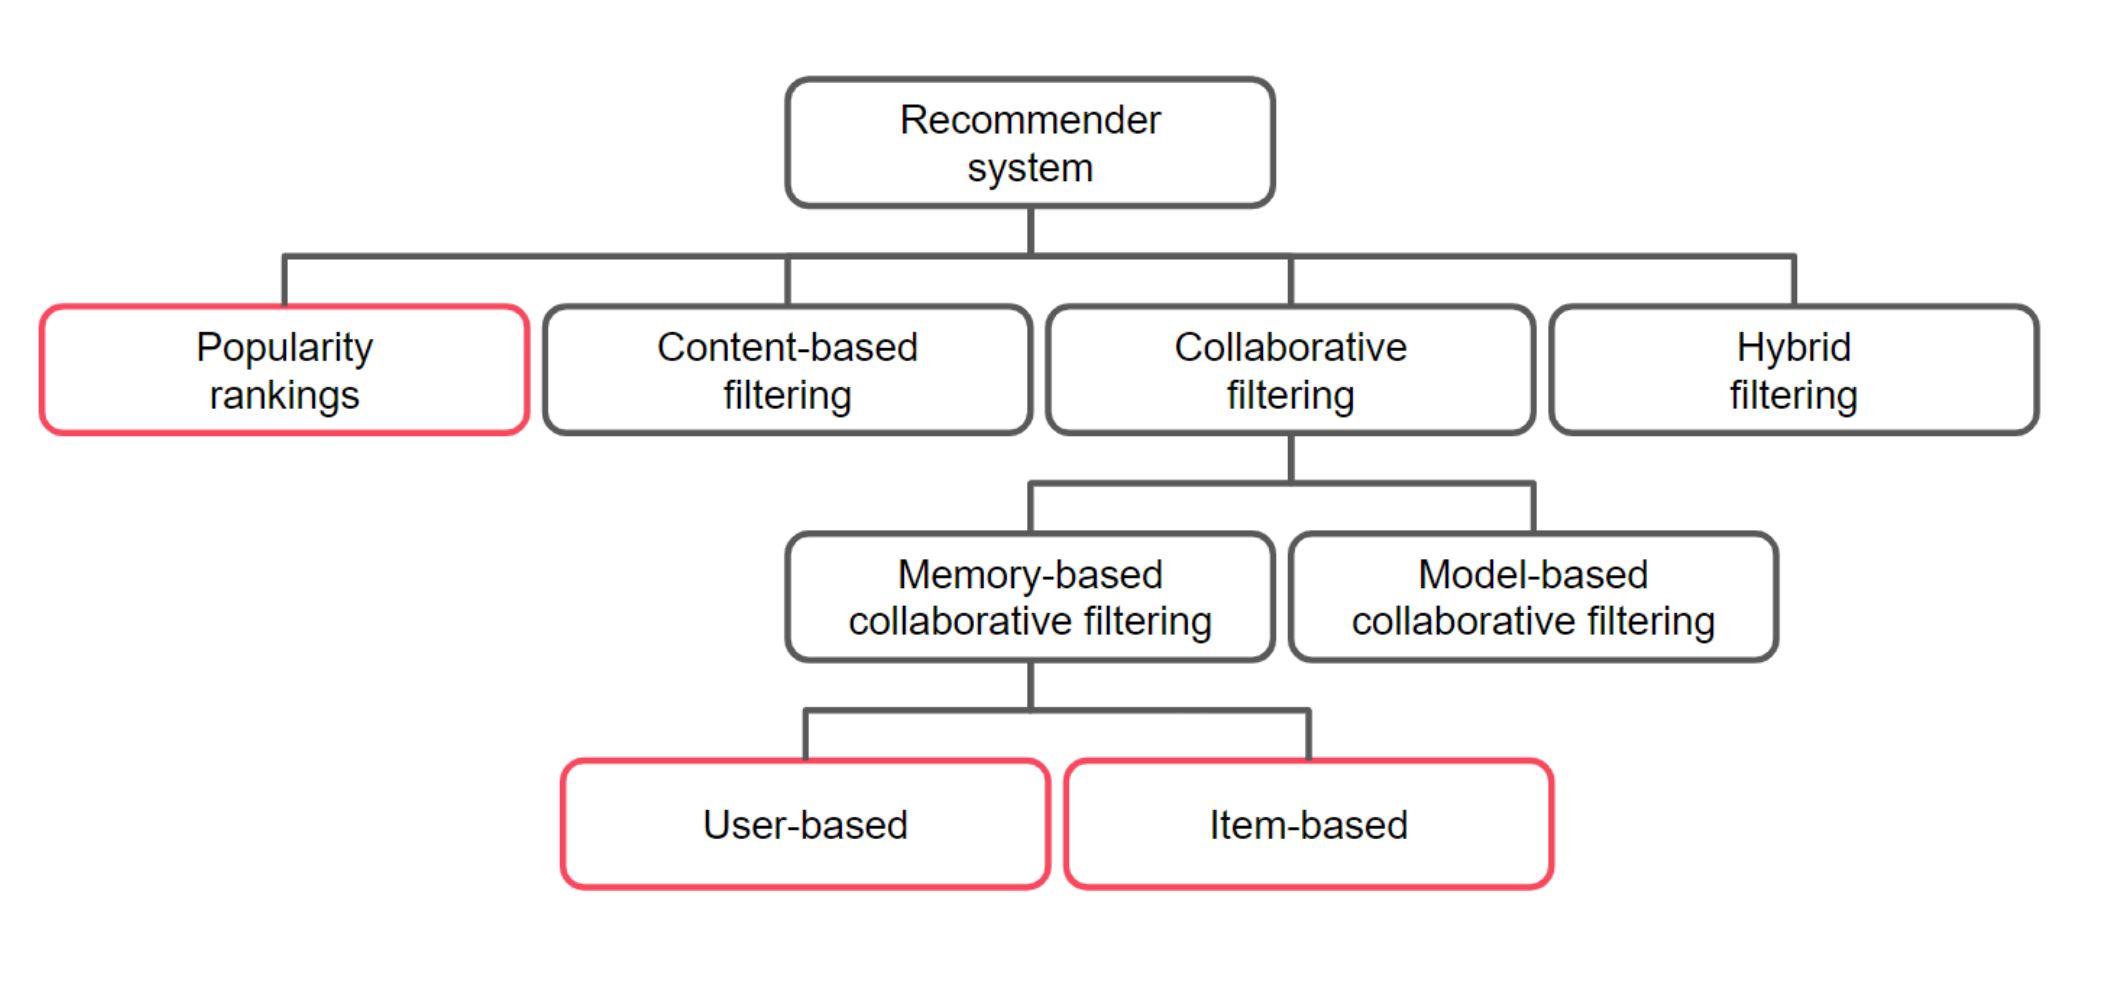 Recommender
system
Popularity
rankings
Content-based
filtering
Collaborative
filtering
Hybrid
filtering
Memory-based
collaborative filtering
Model-based
collaborative filtering
User-based
Item-based